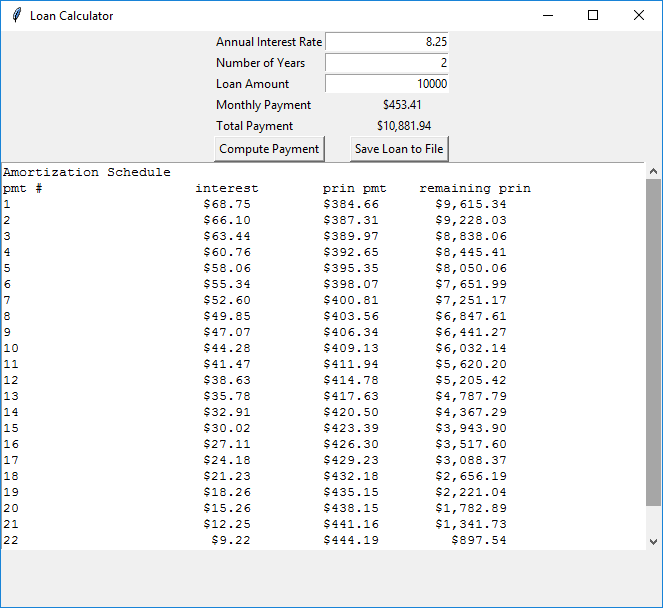 Loan Calculator
Annual Interest Rate 8.25
Number of Years 2
Loan Amount 10000
Monthly Payment $453.41
Total Payment $10,881.94
Compute Payment Save Loan to File
Amortization Schedule
pmt # interest prin pmt remaining prin
1 $68.75 $384.66 $9,615.34
2 $66.10 $387.31 $9,228.03
3 $63.44 $389.97 $8,838.06
4 $60.76 $392.65 $8,445.41
5 $58.06 $395.35 $8,050.06
6 $55.34 $398.07 $7,651.99
7 $52.60 $400.81 $7,251.17
8 $49.85 $403.56 $6,847.61
9 $47.07 $406.34 $6,441.27
10 $44.28 $409.13 $6,032.14
11 $41.47 $411.94 $5,620.20
12 $38.63 $414.78 $5,205.42
13 $35.78 $417.63 $4,787.79
14 $32.91 $420.50 $4,367.29
15 $30.02 $423.39 $3,943.90
16 $27.11 $426.30 $3,517.60
17 $24.18 $429.23 $3,088.37
18 $21.23 $432.18 $2,656.19
19 $18.26 $435.15 $2,221.04
20 $15.26 $438.15 $1,782.89
21 $12.25 $441.16 $1,341.73
22 $9.22 $444.19 $897.54